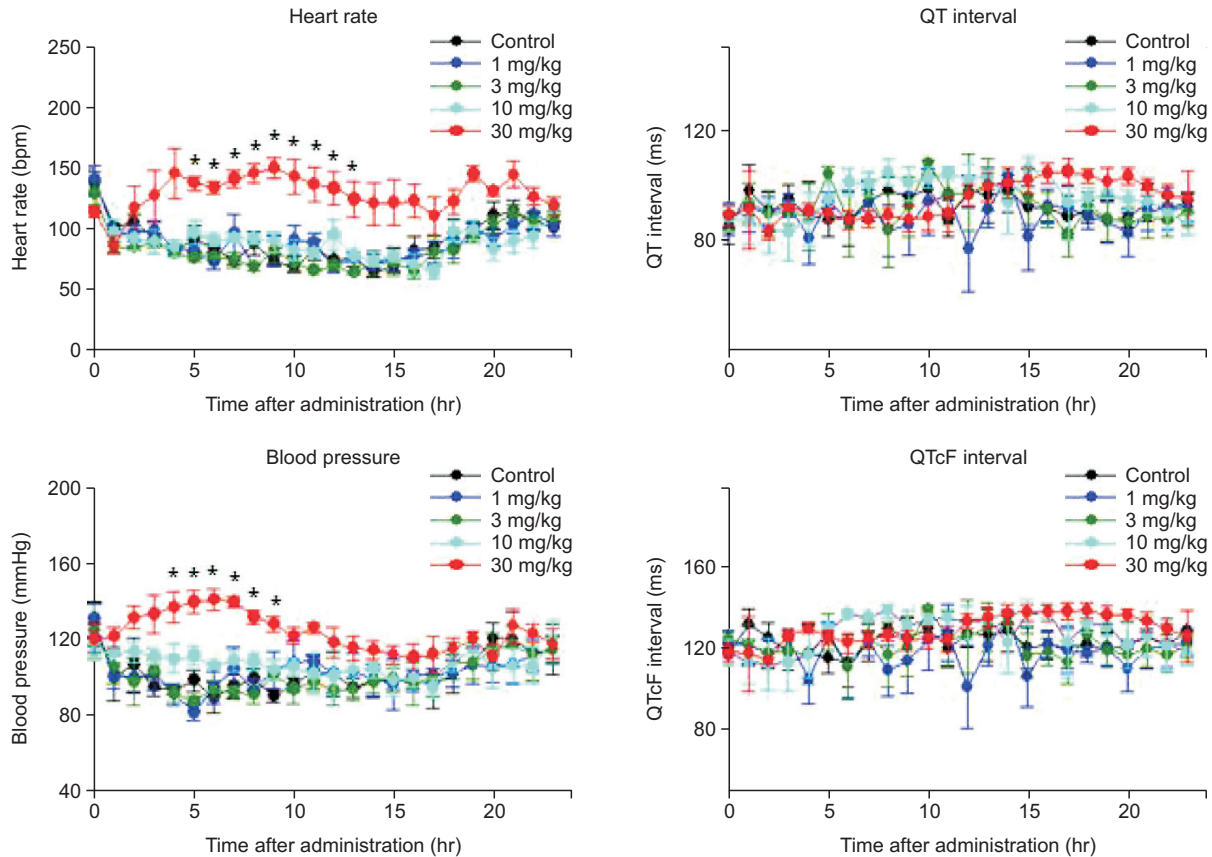 Heart rate
250
200
150
100
50
0
Heart rate (bpm)
Control
1 mg/kg
3 mg/kg
10 mg/kg
30 mg/kg
* * * * * * * * *
0 5 10 15 20
Time after administration (hr)
QT interval
120
80
QT interval (ms)
Control
1 mg/kg
3 mg/kg
10 mg/kg
30 mg/kg
0 5 10 15 20
Time after administration (hr)
Blood pressure
200
160
120
80
40
Blood pressure (mmHg)
Control
1 mg/kg
3 mg/kg
10 mg/kg
30 mg/kg
* * * * * *
0 5 10 15 20
Time after administration (hr)
QTcF interval
160
120
80
QTcF interval (ms)
Control
1 mg/kg
3 mg/kg
10 mg/kg
30 mg/kg
0 5 10 15 20
Time after administration (hr)